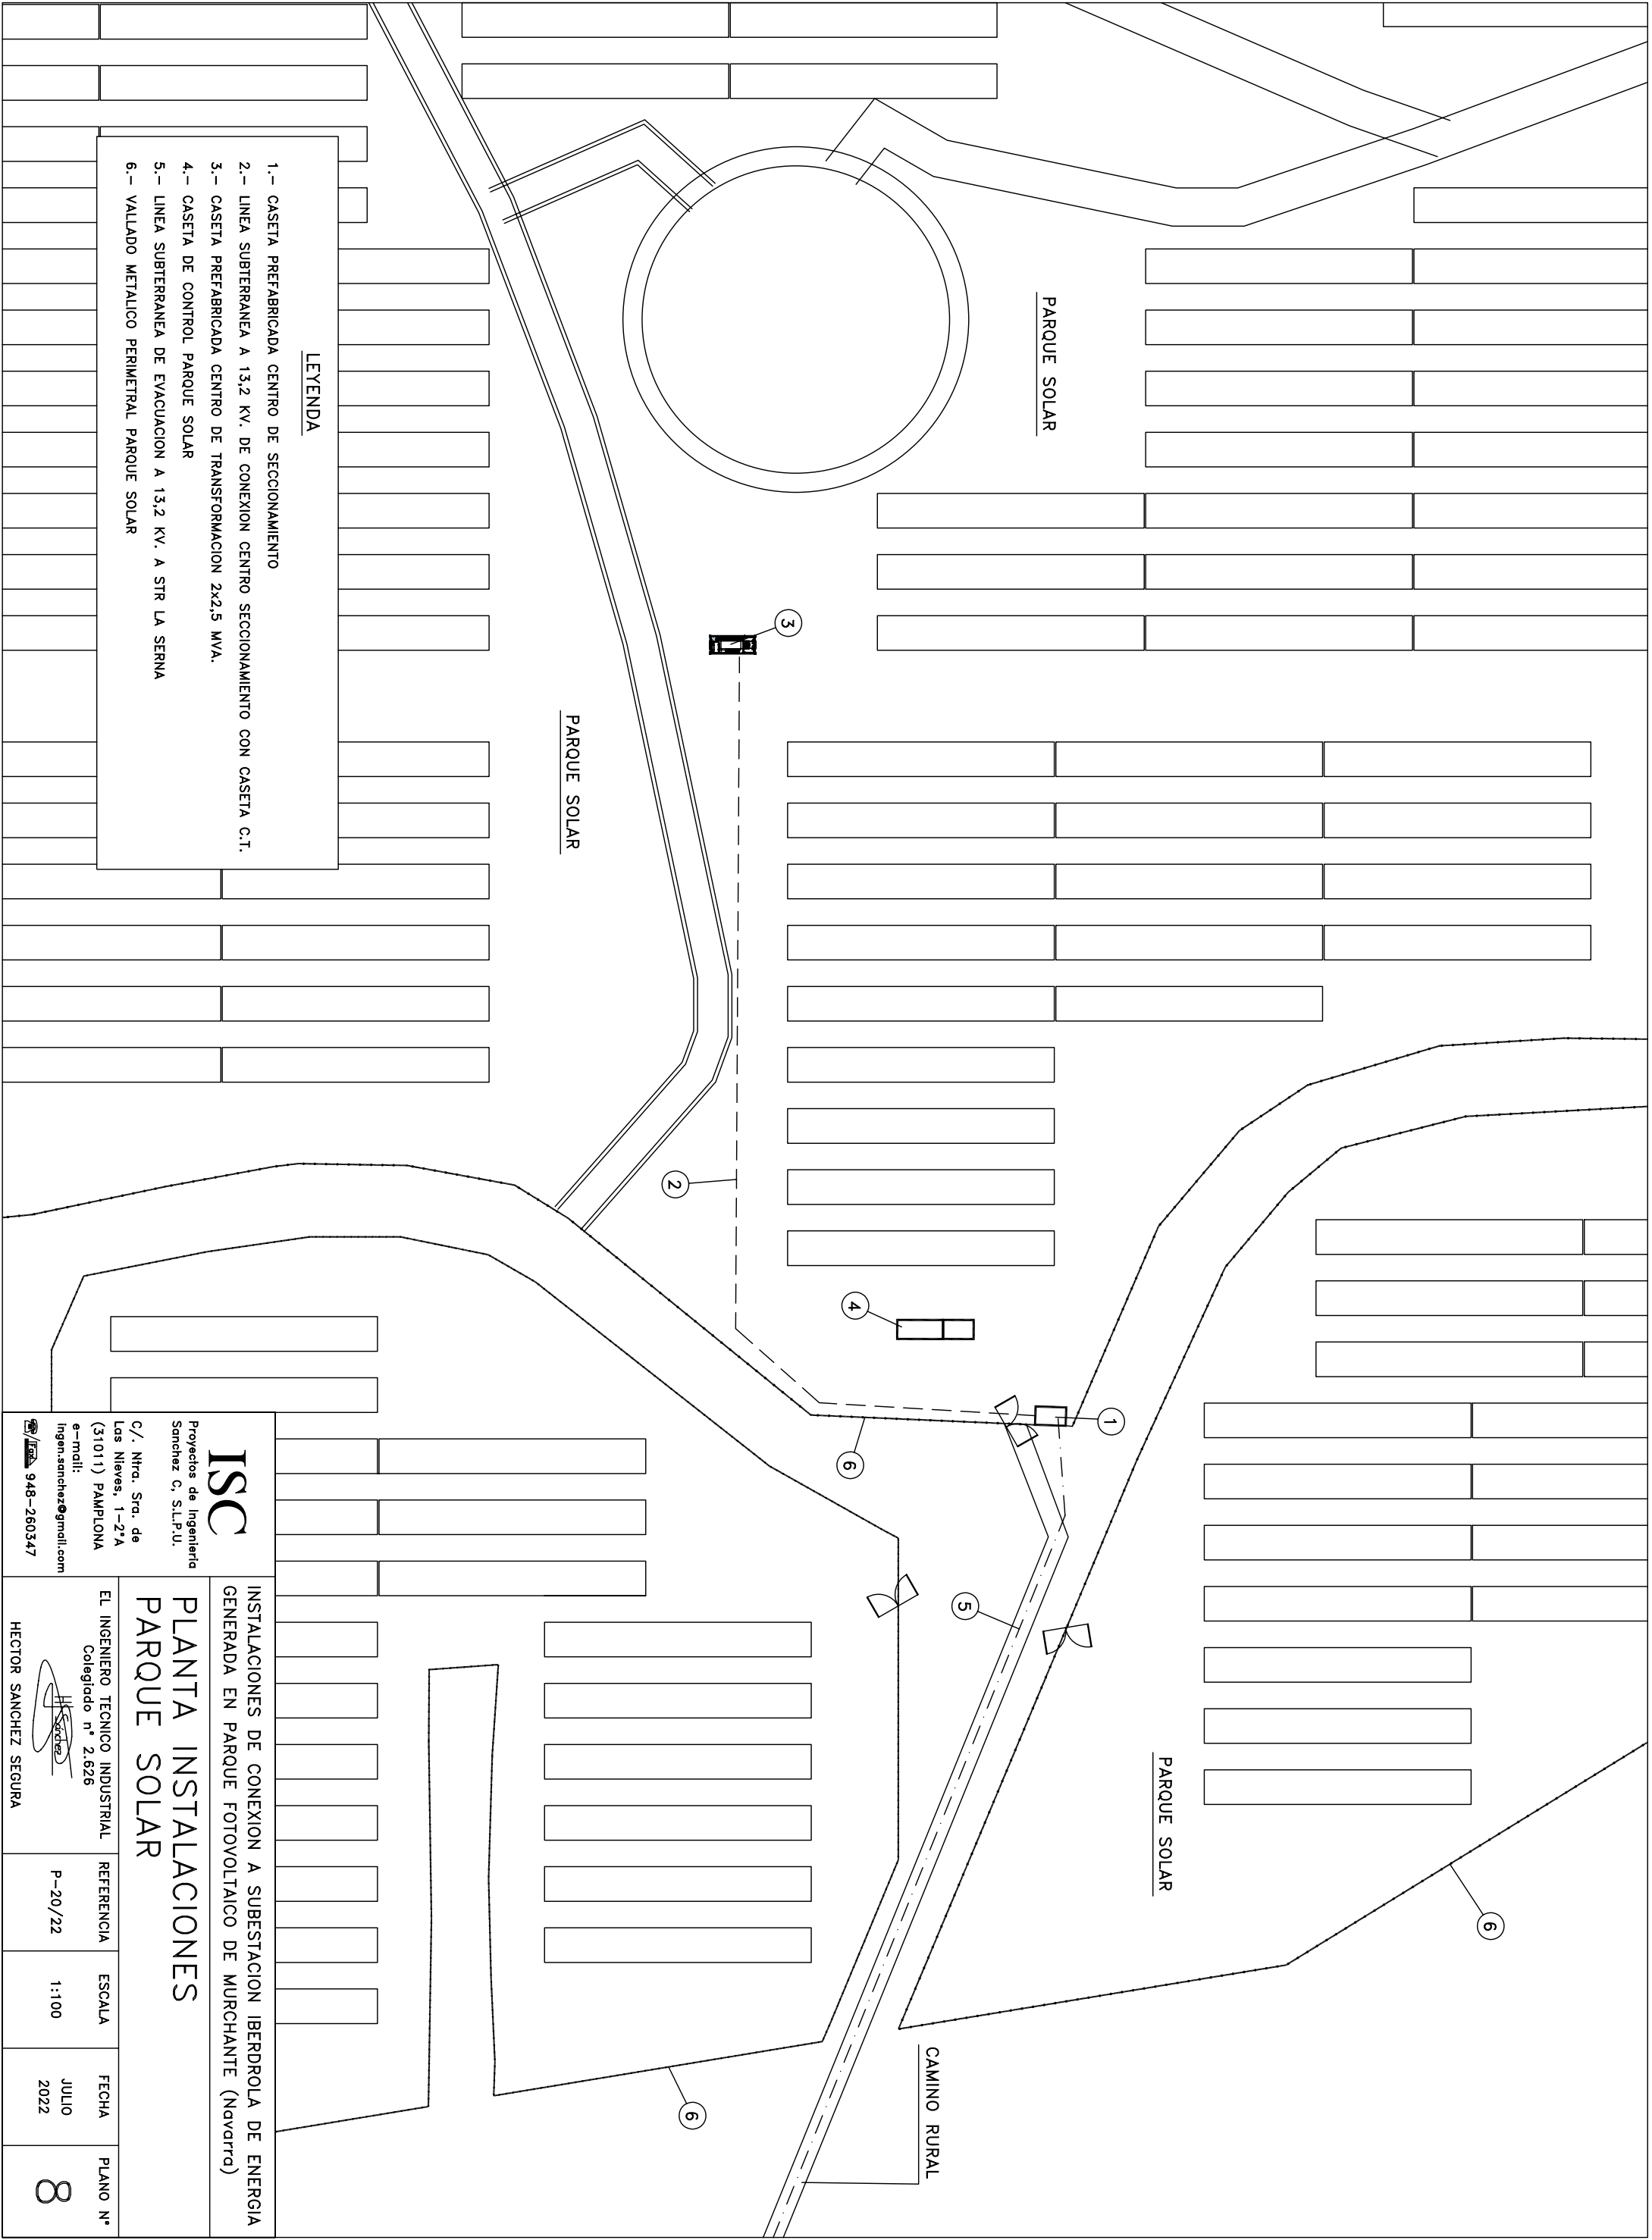 PARQUE SOLAR
PARQUE SOLAR
PARQUE SOLAR
CAMINO RURAL
3
2
4
1
6
5
6
6
LEYENDA
1.- CASETA PREFABRICADA CENTRO DE SECCIONAMIENTO
2.- LINEA SUBTERRANEA A 13,2 KV. DE CONEXION CENTRO SECCIONAMIENTO CON CASETA C.T.
3.- CASETA PREFABRICADA CENTRO DE TRANSFORMACION 2x2,5 MVA.
4.- CASETA DE CONTROL PARQUE SOLAR
5.- LINEA SUBTERRANEA DE EVACUACION A 13,2 KV. A STR LA SERNA
6.- VALLADO METALICO PERIMETRAL PARQUE SOLAR
ISC
Proyectos de Ingenieria
Sanchez C, S.L.P.U.
C/. Ntra. Sra. de
Las Nieves, 1-2ºA
(31011) PAMPLONA
e-mail:
ingen.sanchez@gmail.com
/Fax 948-260347
INSTALACIONES DE CONEXION A SUBESTACION IBERDROLA DE ENERGIA
GENERADA EN PARQUE FOTOVOLTAICO DE MURCHANTE (Navarra)
PLANTA INSTALACIONES
PARQUE SOLAR
EL INGENIERO TECNICO INDUSTRIAL
Colegiado nº 2.626
HSánchez
HECTOR SANCHEZ SEGURA
REFERENCIA
P-20/22
ESCALA
1:100
FECHA
JULIO
2022
PLANO Nº
8